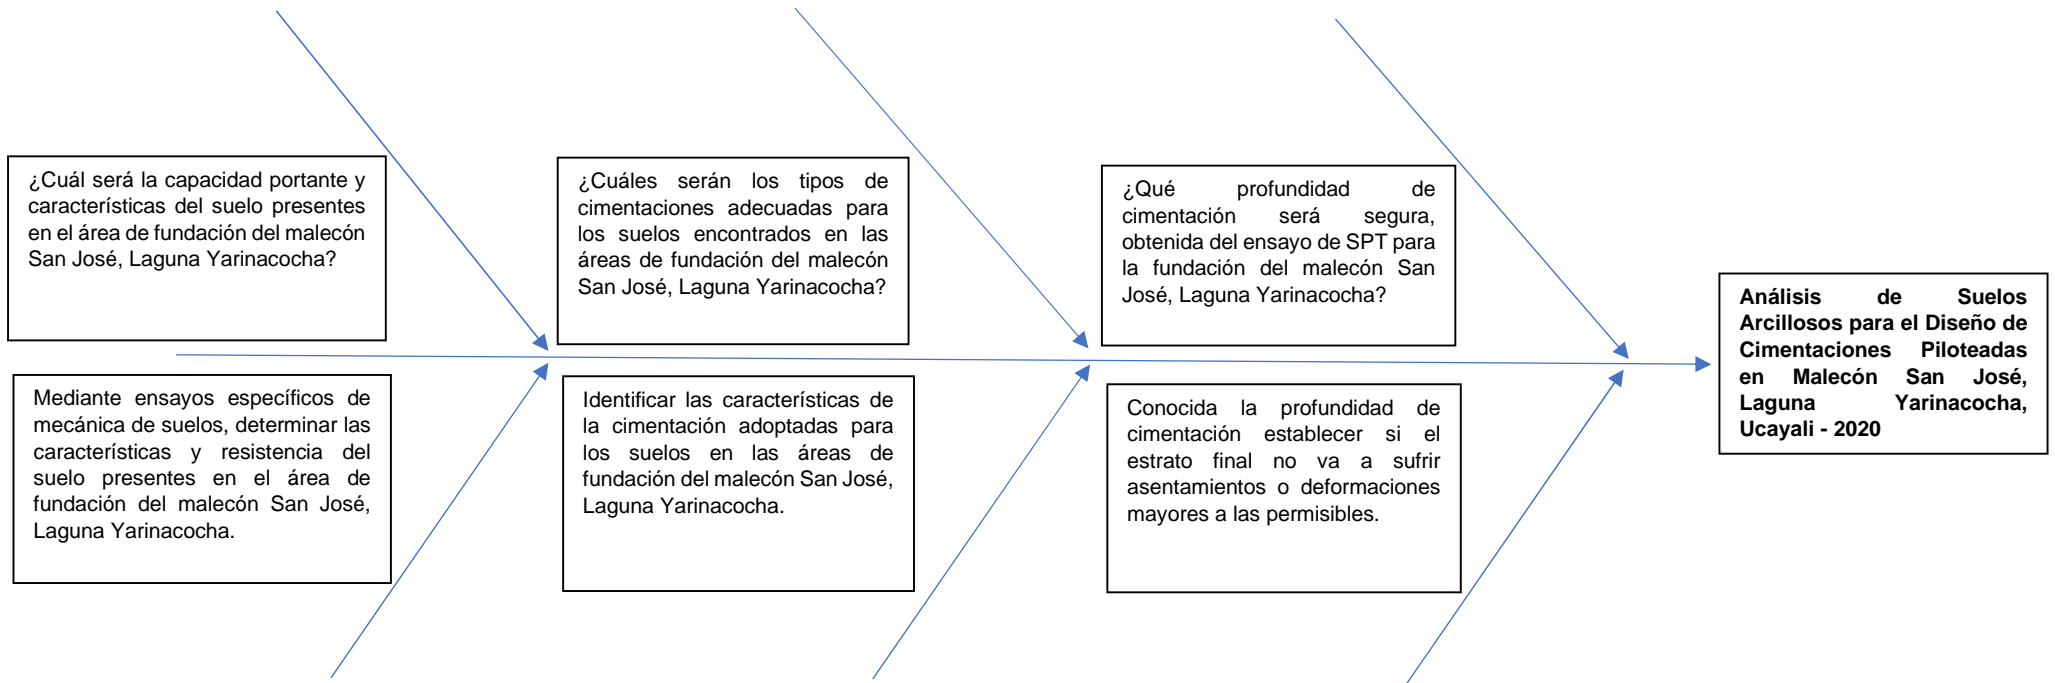 ¿Cuál será la capacidad portante y
características del suelo presentes
en el área de fundación del malecón
San José, Laguna Yarinacocha?
¿Cuáles serán los tipos de
cimentaciones adecuadas para
los suelos encontrados en las
áreas de fundación del malecón
San José, Laguna Yarinacocha?
¿Qué profundidad de
cimentación será segura,
obtenida del ensayo de SPT para
la fundación del malecón San
José, Laguna Yarinacocha?
Análisis de Suelos
Arcillosos para el Diseño de
Cimentaciones Piloteadas
en Malecón San José,
Laguna Yarinacocha,
Ucayali - 2020
Mediante ensayos específicos de
mecánica de suelos, determinar las
características y resistencia del
suelo presentes en el área de
fundación del malecón San José,
Laguna Yarinacocha.
Identificar las características de
la cimentación adoptadas para
los suelos en las áreas de
fundación del malecón San José,
Laguna Yarinacocha.
Conocida la profundidad de
cimentación establecer si el
estrato final no va a sufrir
asentamientos o deformaciones
mayores a las permisibles.